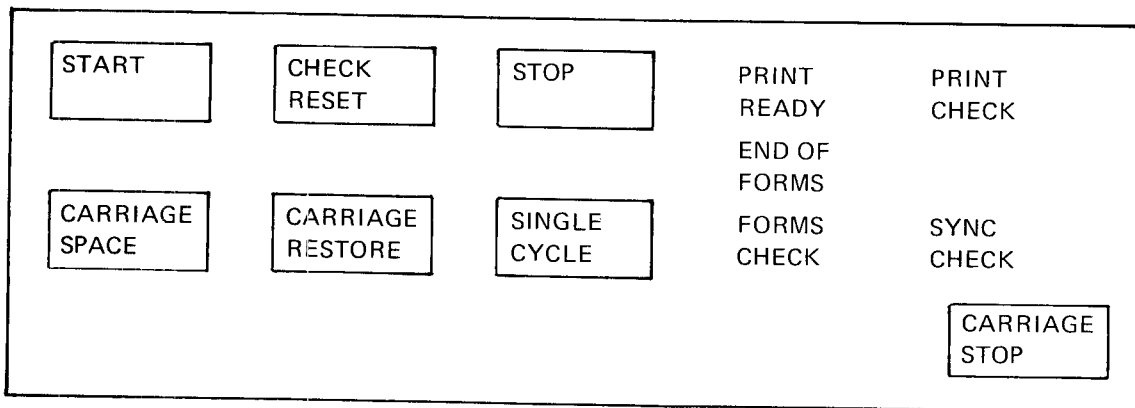 START
CHECK
RESET
STOP
PRINT
READY
PRINT
CHECK
END OF
FORMS
CARRIAGE
SPACE
CARRIAGE
RESTORE
SINGLE
CYCLE
FORMS
CHECK
SYNC
CHECK
CARRIAGE
STOP